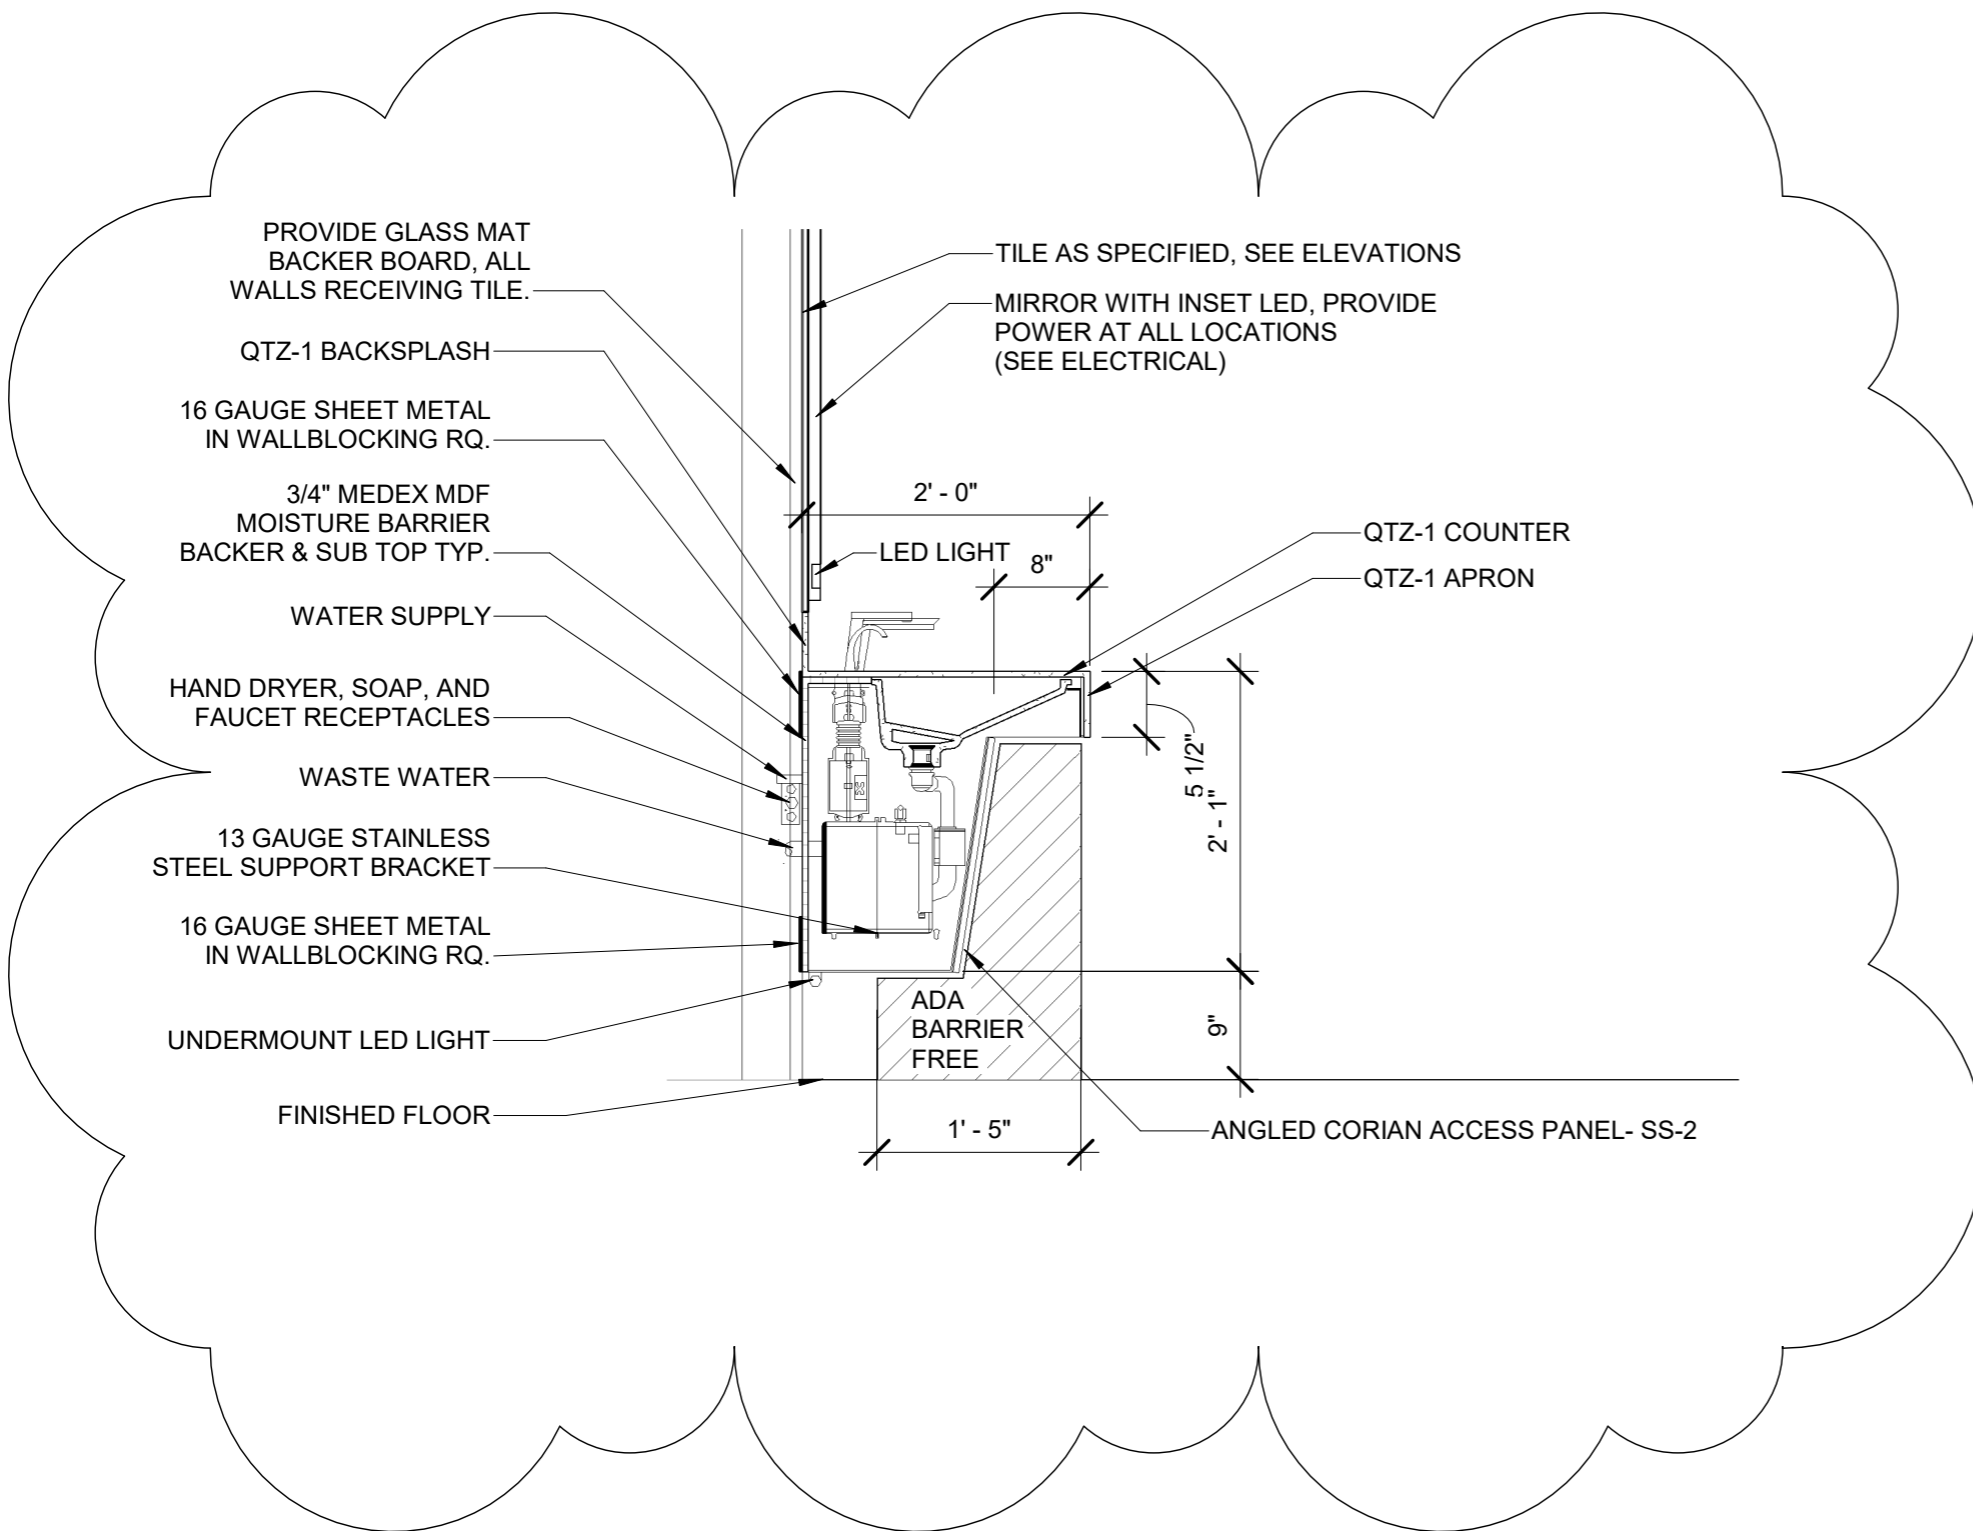 PROVIDE GLASS MAT
BACKER BOARD, ALL
WALLS RECEIVING TILE.
QTZ-1 BACKSPLASH
16 GAUGE SHEET METAL
IN WALLBLOCKING RQ.
3/4" MEDEX MDF
MOISTURE BARRIER
BACKER & SUB TOP TYP.
WATER SUPPLY
HAND DRYER, SOAP, AND
FAUCET RECEPTACLES
WASTE WATER
13 GAUGE STAINLESS
STEEL SUPPORT BRACKET
16 GAUGE SHEET METAL
IN WALLBLOCKING RQ.
UNDERMOUNT LED LIGHT
FINISHED FLOOR
TILE AS SPECIFIED, SEE ELEVATIONS
MIRROR WITH INSET LED, PROVIDE
POWER AT ALL LOCATIONS
(SEE ELECTRICAL)
2' - 0"
LED LIGHT
8"
QTZ-1 COUNTER
QTZ-1 APRON
5 1/2"
2' - 1"
9"
ADA
BARRIER
FREE
1' - 5"
ANGLED CORIAN ACCESS PANEL- SS-2